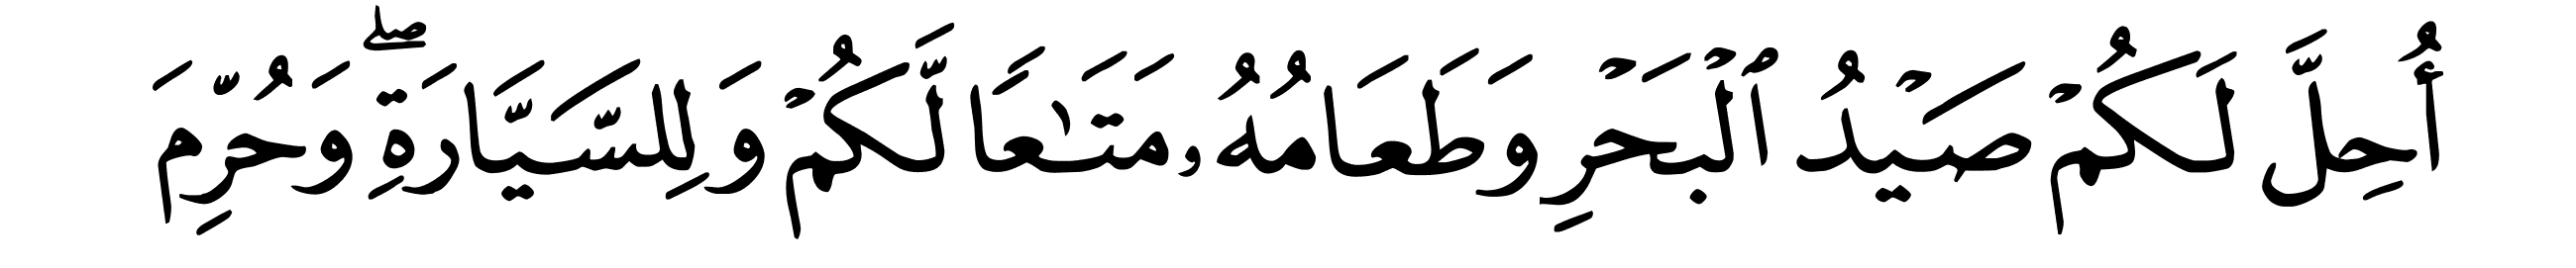 أُحِلَّ لَكُمۡ صَيۡدُ ٱلۡبَحۡرِ وَطَعَامُهُۥ مَتَٰعٗا لَّكُمۡ وَلِلسَّيَّارَةِۖ وَحُرِّمَ